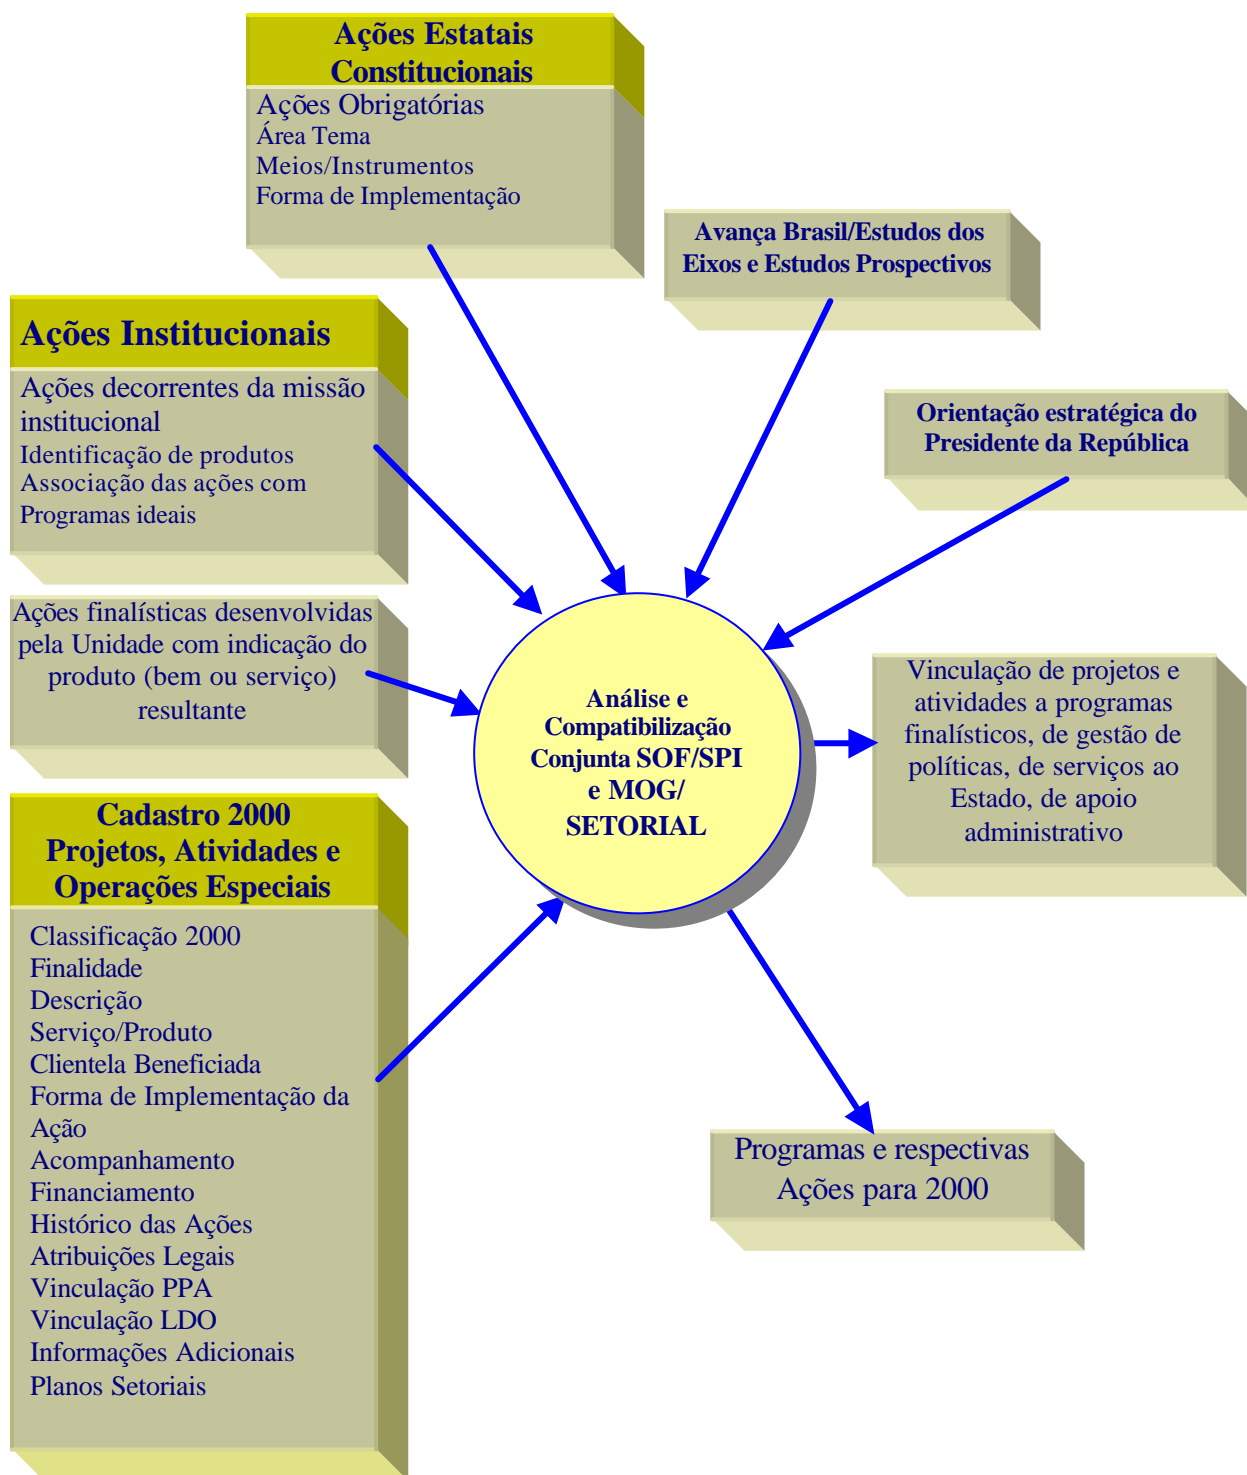 Ações Estatais
Constitucionais
Ações Obrigatórias
Área Tema
Meios/Instrumentos
Forma de Implementação
Avança Brasil/Estudos dos
Eixos e Estudos Prospectivos
Ações Institucionais
Ações decorrentes da missão
institucional
Identificação de produtos
Associação das ações com
Programas ideais
Orientação estratégica do
Presidente da República
Ações finalísticas desenvolvidas
pela Unidade com indicação do
produto (bem ou serviço)
resultante
Análise e
Compatibilização
Conjunta SOF/SPI
e MOG/
SETORIAL
Vinculação de projetos e
atividades a programas
finalísticos, de gestão de
políticas, de serviços ao
Estado, de apoio
administrativo
Cadastro 2000
Projetos, Atividades e
Operações Especiais
Classificação 2000
Finalidade
Descrição
Serviço/Produto
Clientela Beneficiada
Forma de Implementação da
Ação
Acompanhamento
Financiamento
Histórico das Ações
Atribuições Legais
Vinculação PPA
Vinculação LDO
Informações Adicionais
Planos Setoriais
Programas e respectivas
Ações para 2000